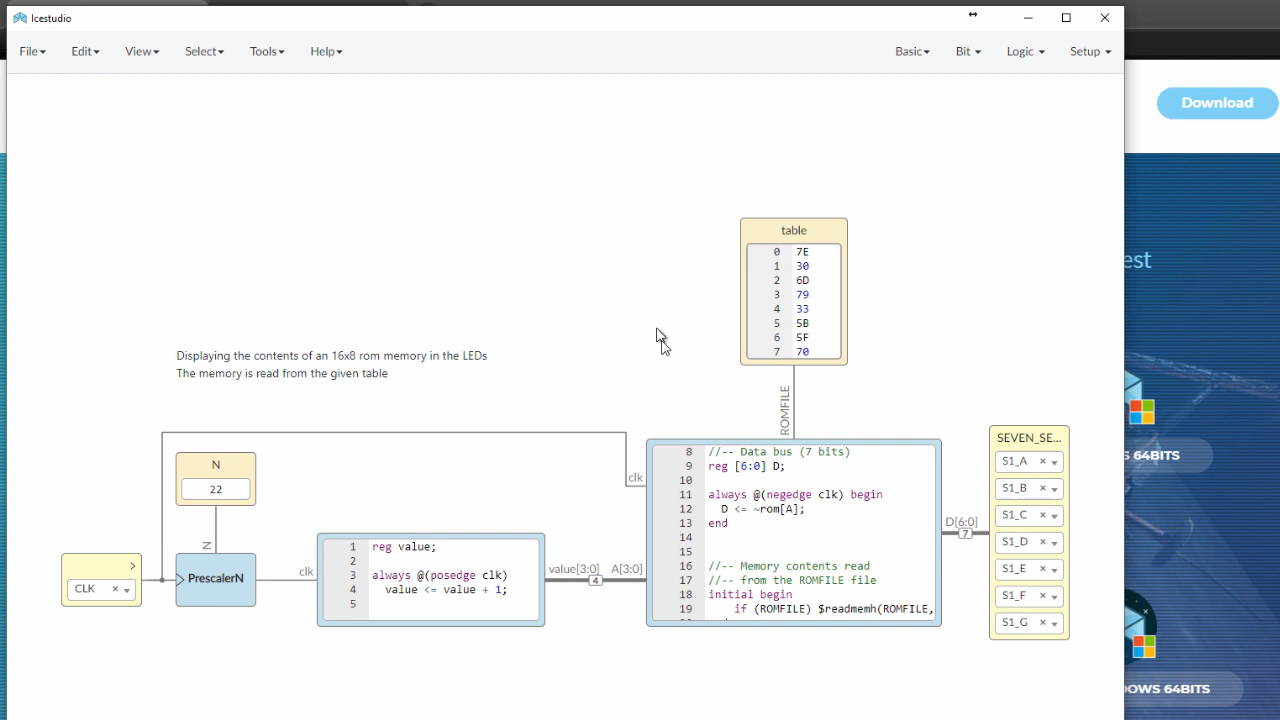 Icestudio
File Edit View Select Tools Help Basic Bit Logic Setup
Download
est
table
0 7E
1 30
2 6D
3 79
4 33
5 5B
6 5F
7 70
Displaying the contents of an 16x8 rom memory in the LEDs
The memory is read from the given table
ROMFILE
N
22
N
CLK
PrescalerN
clk
1 reg value;
2
3 always @(posedge clk)
4 value <= value + 1;
5
value[3:0] A[3:0]
4
clk
8 //-- Data bus (7 bits)
9 reg [6:0] D;
10
11 always @(negedge clk) begin
12 D <= ~rom[A];
13 end
14
15
16 //-- Memory contents read
17 //-- from the ROMFILE file
18 initial begin
19 if (ROMFILE) $readmemh(ROMFILE,
D[6:0]
7
SEVEN_SE...
S1_A
S1_B
S1_C
S1_D
S1_E
S1_F
S1_G
S 64BITS
DOWS 64BITS